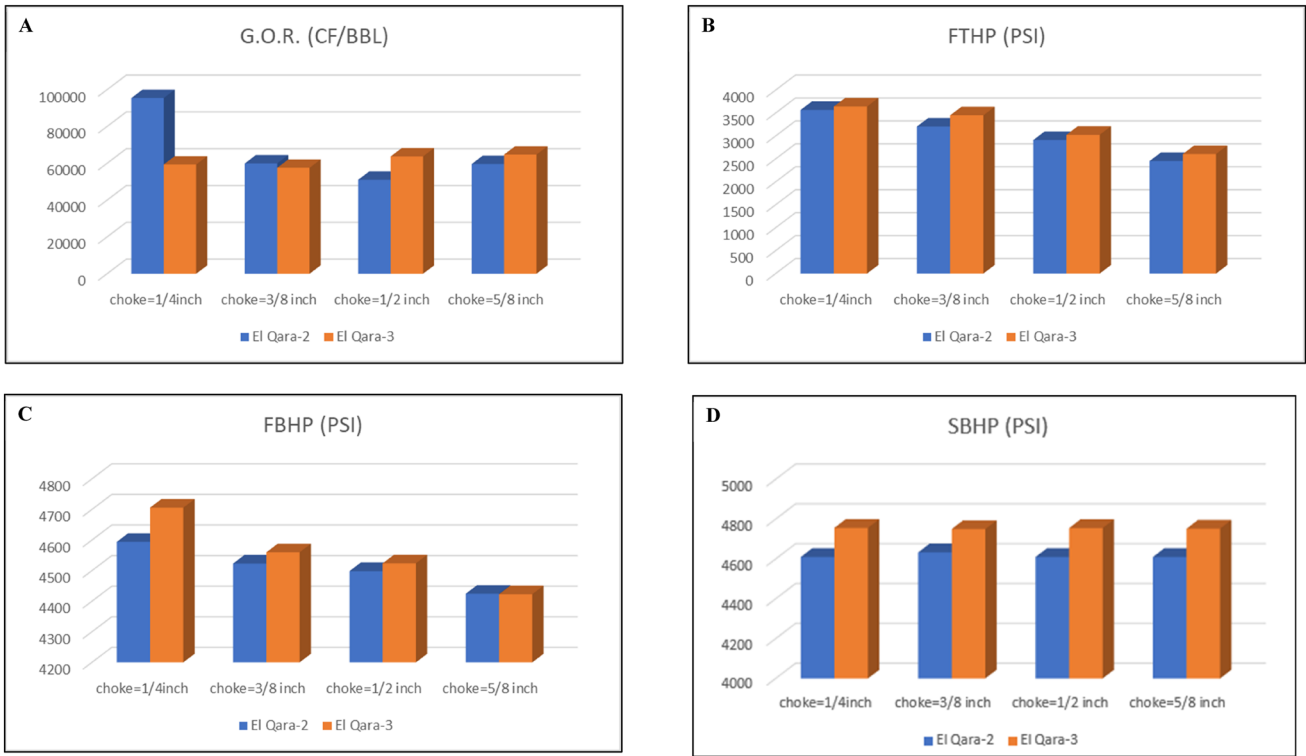 A
G.O.R. (CF/BBL)
100000
80000
60000
40000
20000
0
choke=1/4inch choke=3/8 inch choke=1/2 inch choke=5/8 inch
El Qara-2 El Qara-3
B
FTHP (PSI)
4000
3500
3000
2500
2000
1500
1000
500
0
choke=1/4inch choke=3/8 inch choke=1/2 inch choke=5/8 inch
El Qara-2 El Qara-3
C
FBHP (PSI)
4800
4700
4600
4500
4400
4300
4200
choke=1/4inch choke=3/8 inch choke=1/2 inch choke=5/8 inch
El Qara-2 El Qara-3
D
SBHP (PSI)
5000
4800
4600
4400
4200
4000
choke=1/4inch choke=3/8 inch choke=1/2 inch choke=5/8 inch
El Qara-2 El Qara-3